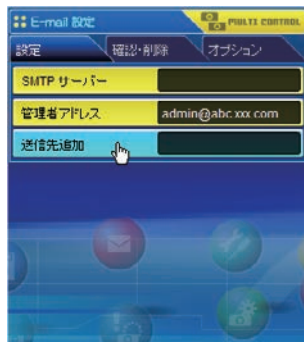 E-mail 設定
MULTI CONTROL
設定
確認・削除
オプション
SMTP サーバー
管理者アドレス
admin@abc.xxx.com
送信先追加